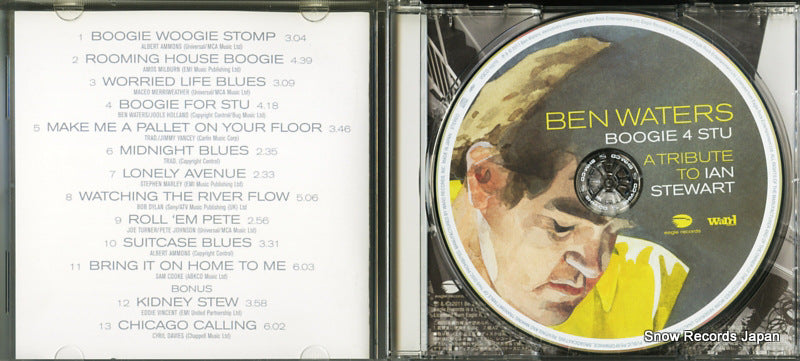 1 BOOGIE WOOGIE STOMP 3.04
ALBERT AMMONS (Universal/MCA Music Ltd)
2 ROOMING HOUSE BOOGIE 4.39
AMOS MILBURN (EMI Music Publishing Ltd)
3 WORRIED LIFE BLUES 3.09
MACEO MERRIWEATHER (Universal/MCA Music Ltd)
4 BOOGIE FOR STU 4.18
BEN WATERS/JOOLS HOLLAND (Copyright Control/Bug Music Ltd)
5 MAKE ME A PALLET ON YOUR FLOOR 3.46
TRAD./JIMMY YANCEY (Carlin Music Corp)
6 MIDNIGHT BLUES 2.35
TRAD. (Copyright Control)
7 LONELY AVENUE 2.33
STEPHEN MARLEY (EMI Music Publishing Ltd)
8 WATCHING THE RIVER FLOW 5.06
BOB DYLAN (Sony/ATV Music Publishing (UK) Ltd
9 ROLL 'EM PETE 2.56
JOE TURNER/PETE JOHNSON (Universal/MCA Music Ltd)
10 SUITCASE BLUES 3.31
ALBERT AMMONS (Copyright Control)
11 BRING IT ON HOME TO ME 6.03
SAM COOKE (ABKCO Music Ltd)
BONUS
12 KIDNEY STEW 3.58
EDDIE VINCENT (EMI United Partnership Ltd)
13 CHICAGO CALLING 6.02
CYRIL DAVIES (Chappell Music Ltd)
BEN WATERS
BOOGIE 4 STU
A TRIBUTE
TO IAN
STEWART
eagle records
Ward
Snow Records Japan